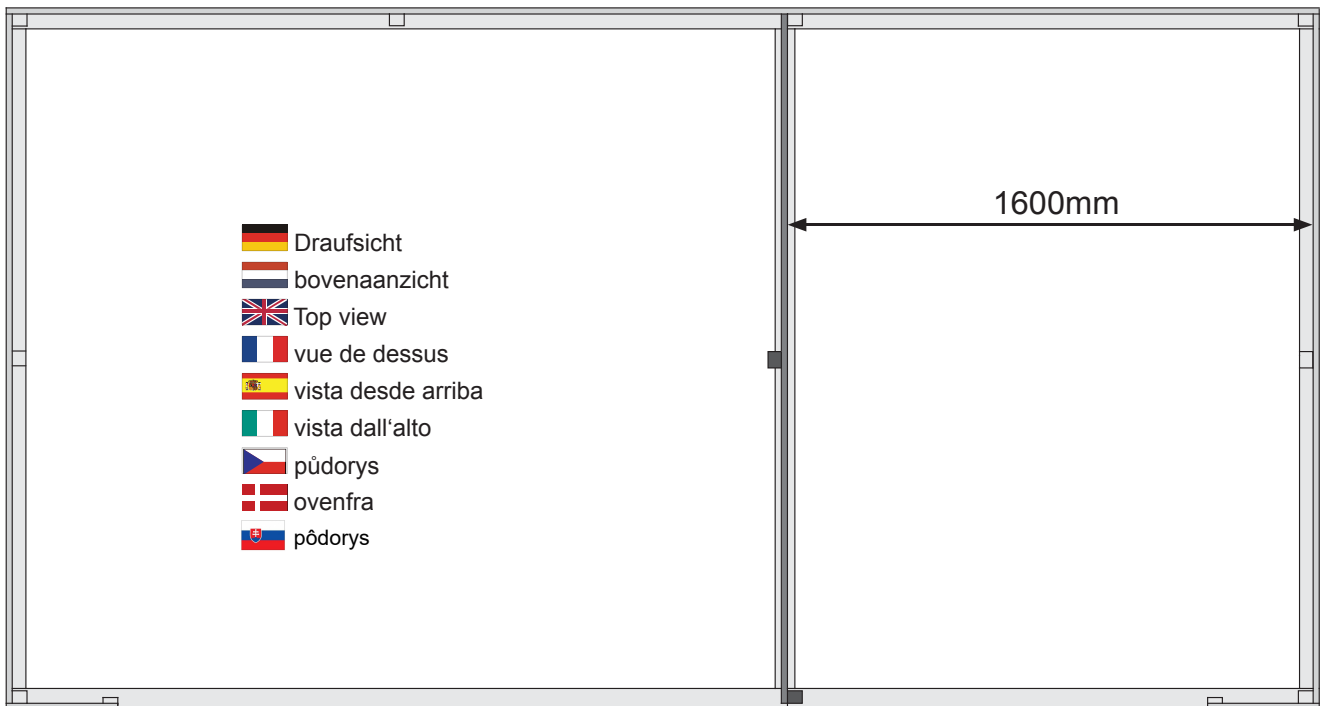 1600mm
Draufsicht
bovenaanzicht
Top view
vue de dessus
vista desde arriba
vista dall‘alto
půdorys
ovenfra
pôdorys